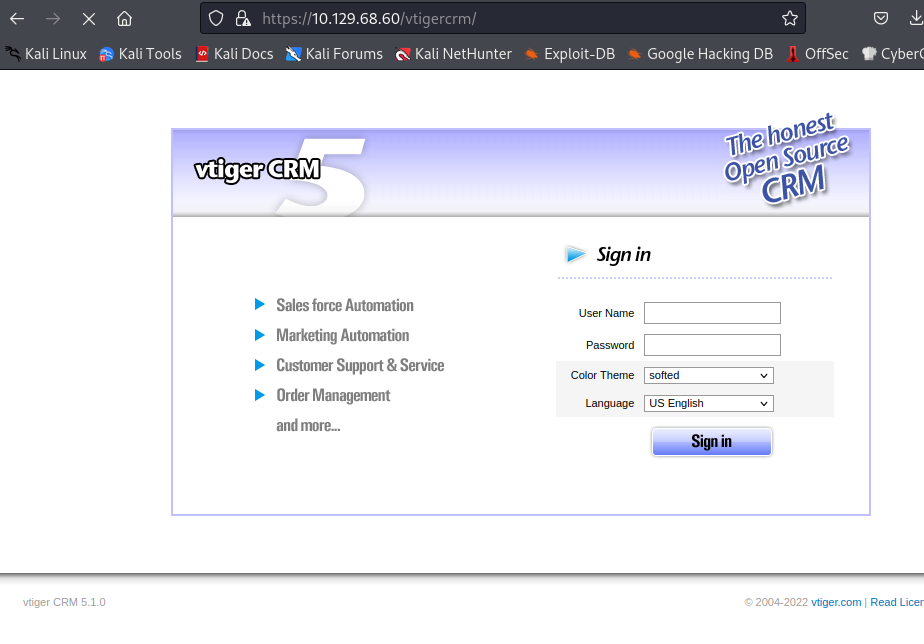 https://10.129.68.60/vtigercrm/
Kali Linux Kali Tools Kali Docs Kali Forums Kali NetHunter Exploit-DB Google Hacking DB OffSec
vtiger CRM 5
The honest
Open Source
CRM
Sign in
Sales force Automation
Marketing Automation
Customer Support & Service
Order Management
and more...
User Name
Password
Color Theme softed
Language US English
Sign in
vtiger CRM 5.1.0
© 2004-2022 vtiger.com | Read